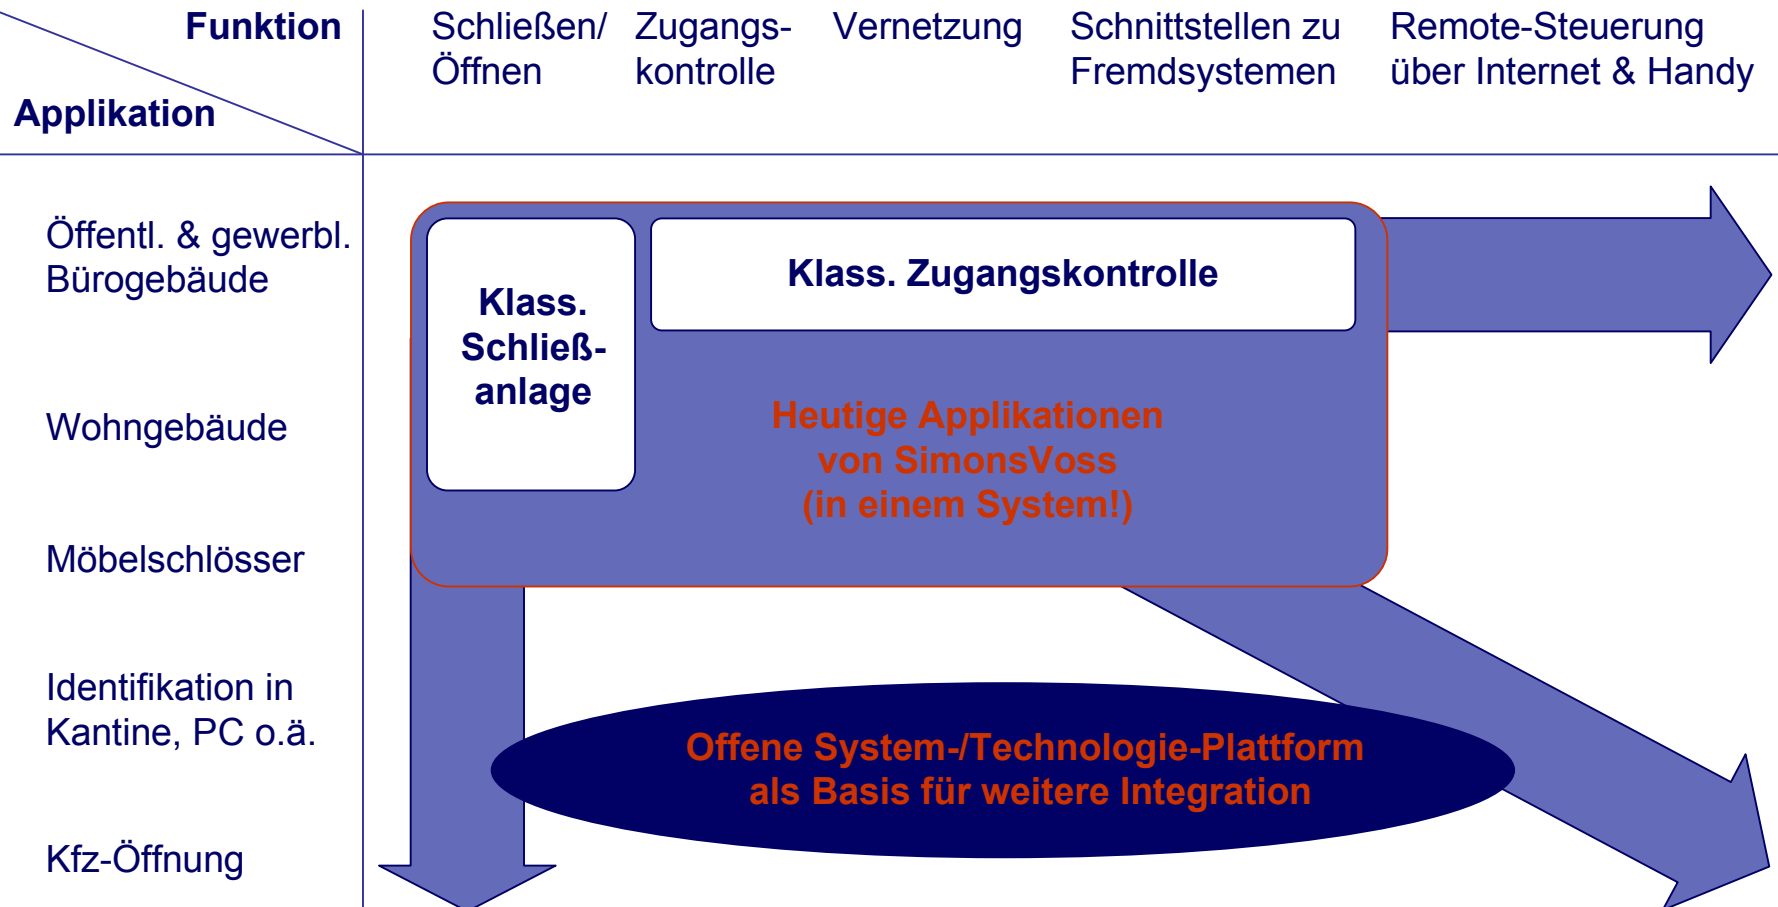 Funktion
Applikation
Schließen/
Öffnen
Zugangs-
kontrolle
Vernetzung
Schnittstellen zu
Fremdsystemen
Remote-Steuerung
über Internet & Handy
Öffentl. & gewerbl.
Bürogebäude
Wohngebäude
Möbelschlösser
Identifikation in
Kantine, PC o.ä.
Kfz-Öffnung
Klass.
Schließ-
anlage
Klass. Zugangskontrolle
Heutige Applikationen
von SimonsVoss
(in einem System!)
Offene System-/Technologie-Plattform
als Basis für weitere Integration